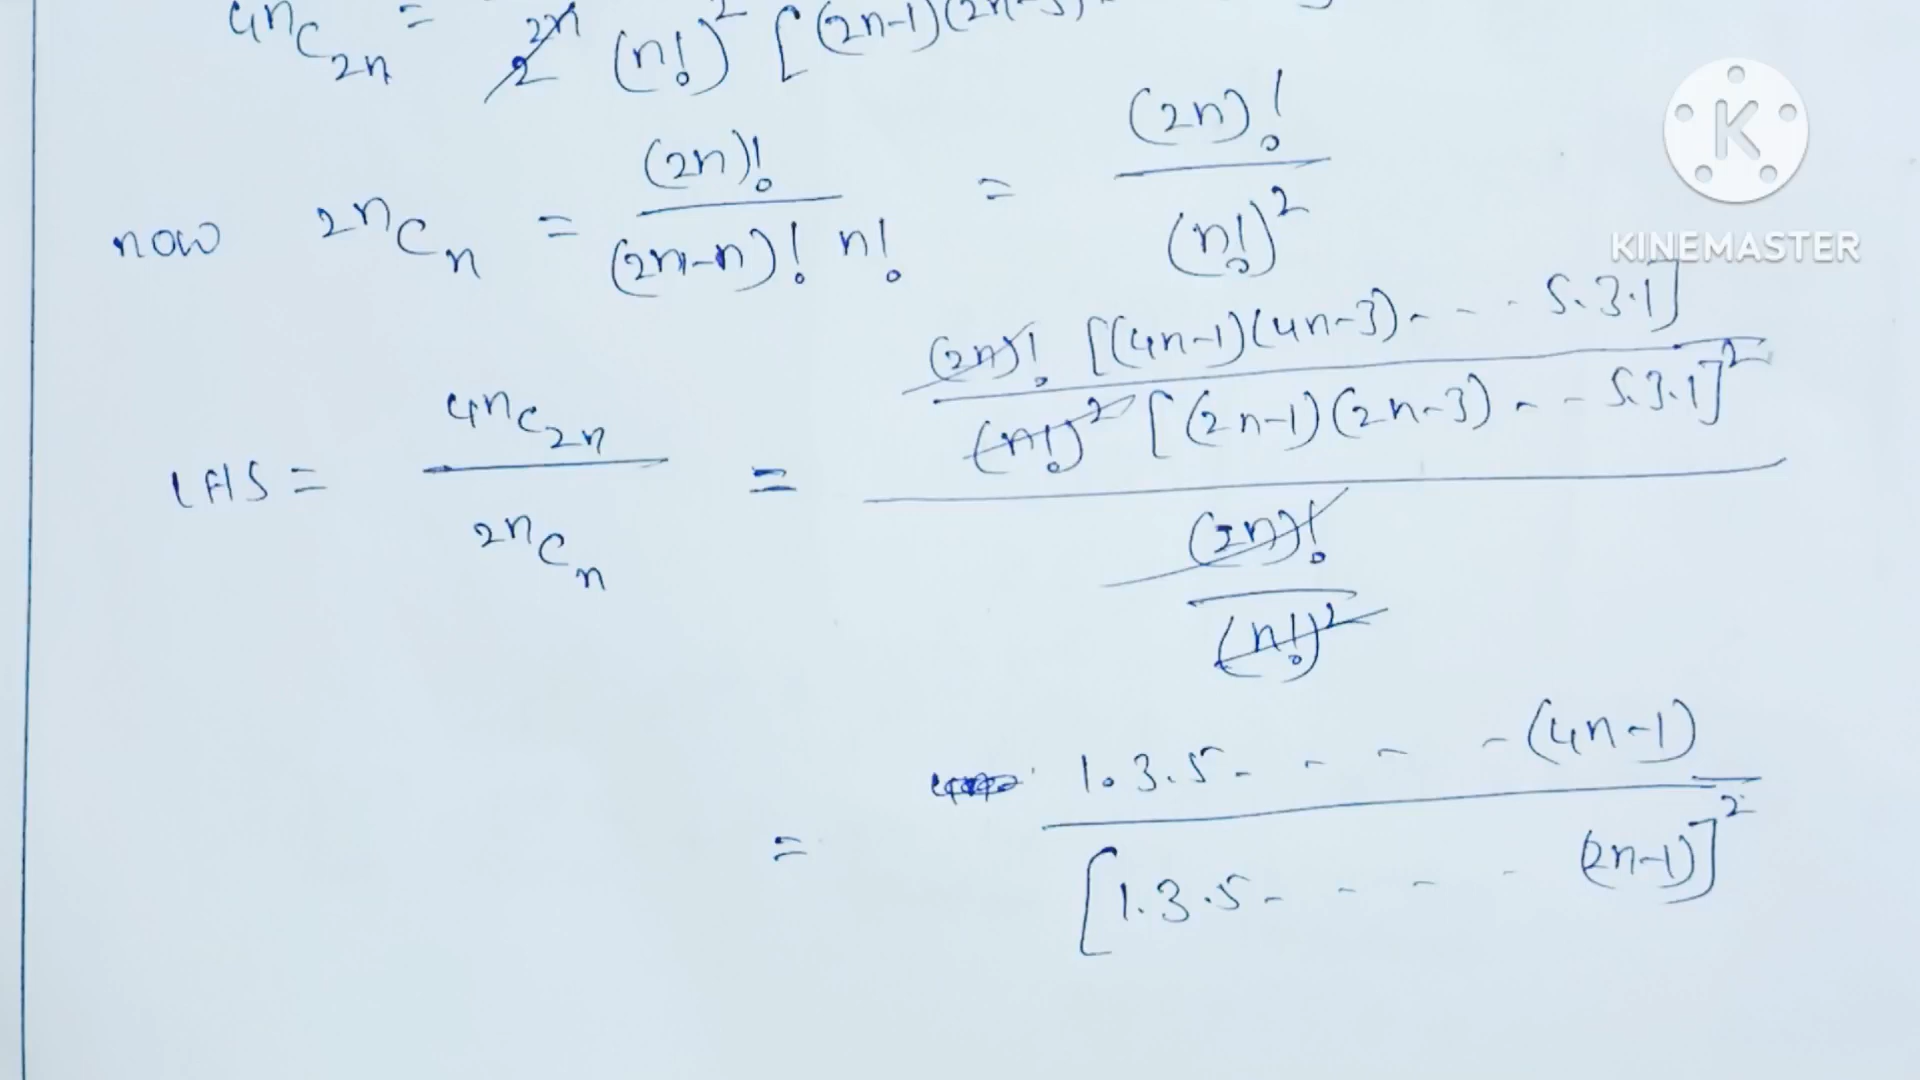 4nC2n = 2^2n (n!)^2 [(2n-1)(2n-3)
now 2nCn = (2n)! / (2n-n)! n! = (2n)! / (n!)^2
KINEMASTER
LHS = 4nC2n / 2nCn = (2n)! [(4n-1)(4n-3)- - - 5.3.1] / (n!)^2 [(2n-1)(2n-3) - - 5.3.1]^2 / (2n)! / (n!)^2
= 1.3.5- - - -(4n-1) / [1.3.5- - - - (2n-1)]^2